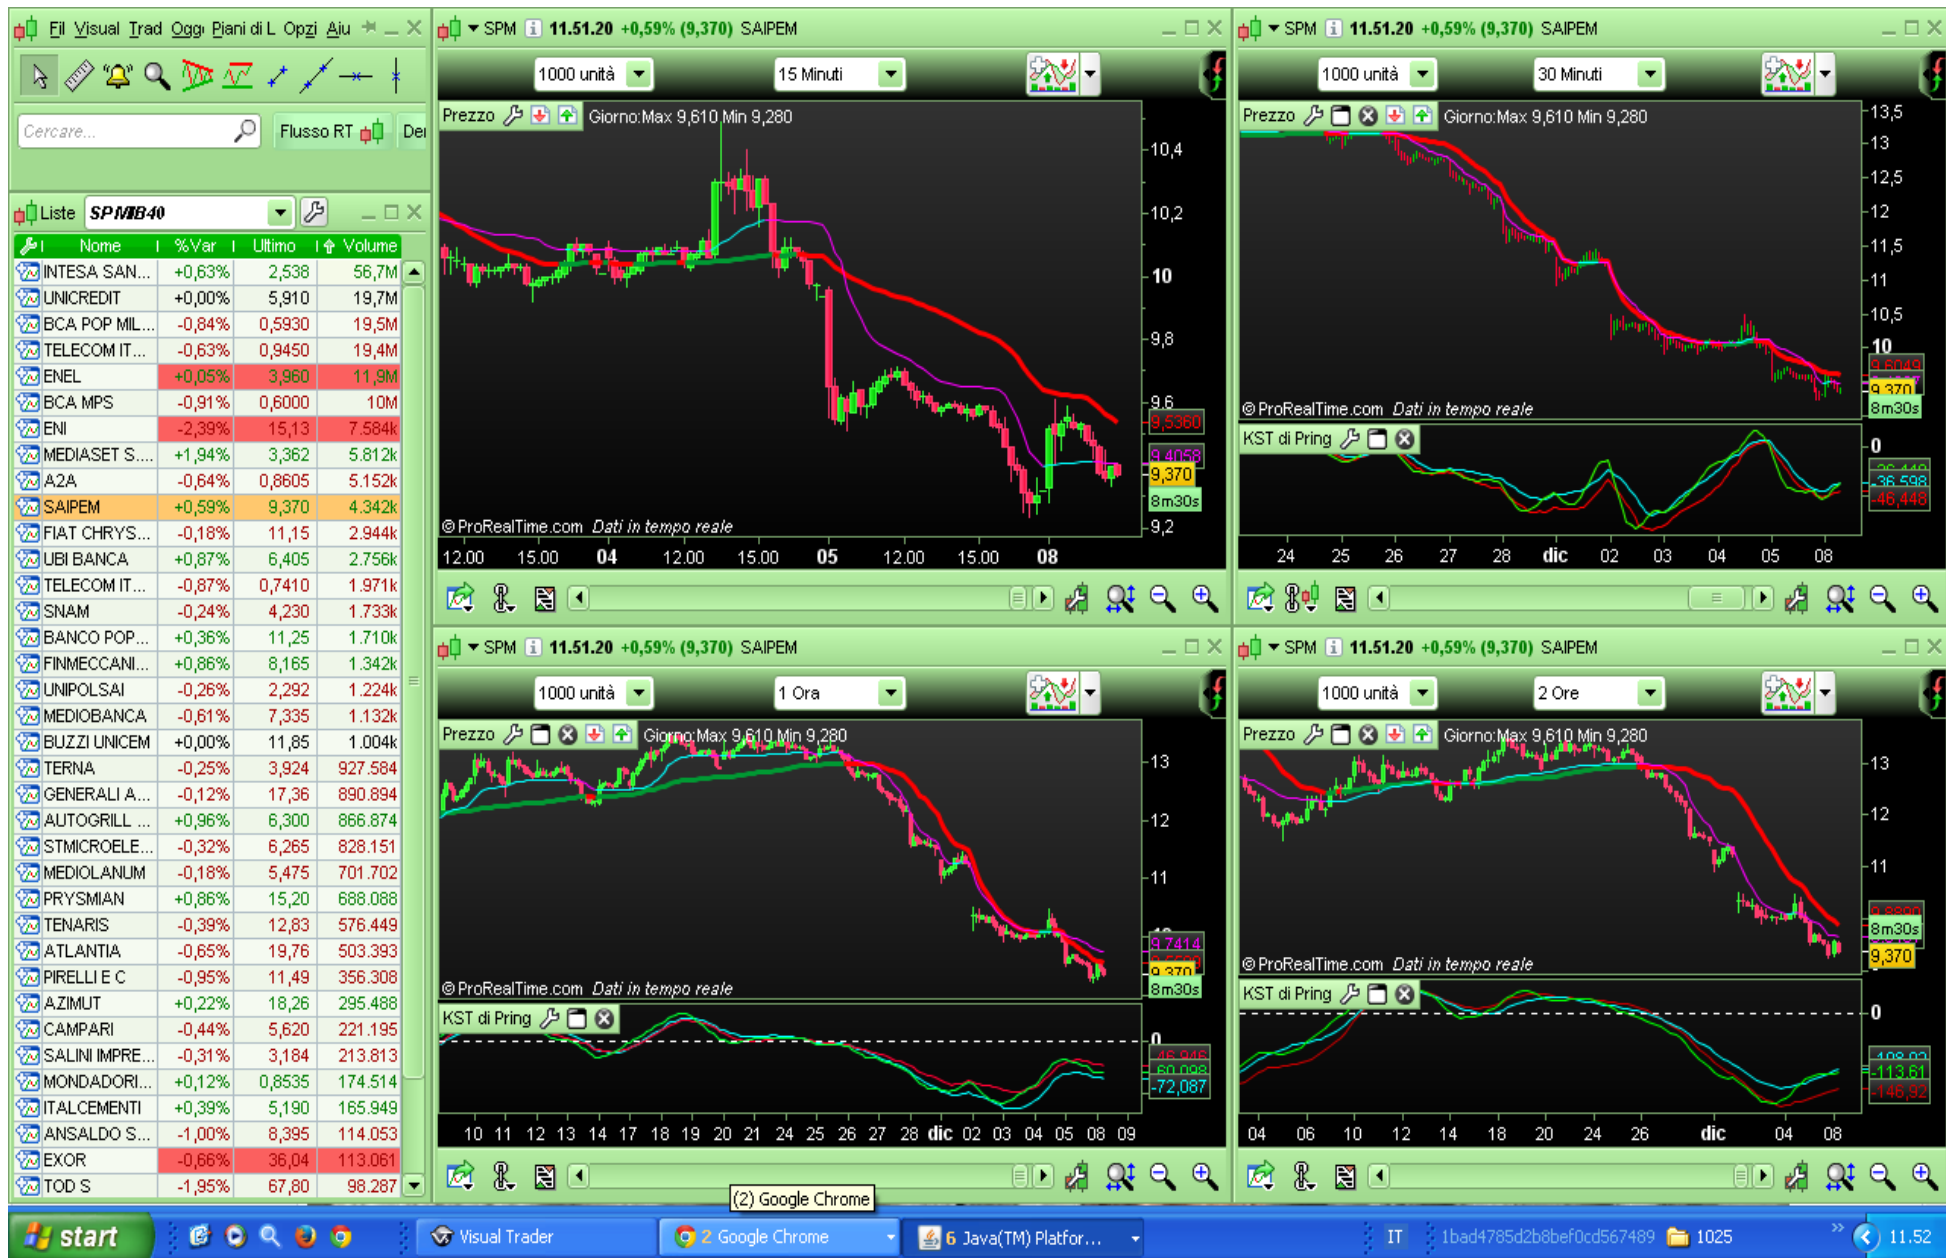 Fil Visual Trad Oggi Piani di L Opzi Aiu
Cercare...
Flusso RT
Liste SPMIB40
Nome %Var Ultimo Volume
INTESA SAN... +0,63% 2,538 56,7M
UNICREDIT +0,00% 5,910 19,7M
BCA POP MIL... -0,84% 0,5930 19,5M
TELECOM IT... -0,63% 0,9450 19,4M
ENEL +0,05% 3,960 11,9M
BCA MPS -0,91% 0,6000 10M
ENI -2,39% 15,13 7.584k
MEDIASET S.... +1,94% 3,362 5.812k
A2A -0,64% 0,8605 5.152k
SAIPEM +0,59% 9,370 4.342k
FIAT CHRYS... -0,18% 11,15 2.944k
UBI BANCA +0,87% 6,405 2.756k
TELECOM IT... -0,87% 0,7410 1.971k
SNAM -0,24% 4,230 1.733k
BANCO POP... +0,36% 11,25 1.710k
FINMECCANI... +0,86% 8,165 1.342k
UNIPOLSAI -0,26% 2,292 1.224k
MEDIOBANCA -0,61% 7,335 1.132k
BUZZI UNICEM +0,00% 11,85 1.004k
TERNA -0,25% 3,924 927.584
GENERALI A... -0,12% 17,36 890.894
AUTOGRILL ... +0,96% 6,300 866.874
STMICROELE... -0,32% 6,265 828.151
MEDIOLANUM -0,18% 5,475 701.702
PRYSMIAN +0,86% 15,20 688.088
TENARIS -0,39% 12,83 576.449
ATLANTIA -0,65% 19,76 503.393
PIRELLI E C -0,95% 11,49 356.308
AZIMUT +0,22% 18,26 295.488
CAMPARI -0,44% 5,620 221.195
SALINI IMPRE... -0,31% 3,184 213.813
MONDADORI... +0,12% 0,8535 174.514
ITALCEMENTI +0,39% 5,190 165.949
ANSALDO S... -1,00% 8,395 114.053
EXOR -0,66% 36,04 113.061
TOD S -1,95% 67,80 98.287
SPM 11.51.20 +0,59% (9,370) SAIPEM
1000 unità 15 Minuti
Prezzo Giorno:Max 9,610 Min 9,280
10,4
10,2
10
9,8
9,6
9,5360
9,4058
9,370
8m30s
9,2
© ProRealTime.com Dati in tempo reale
12.00 15.00 04 12.00 15.00 05 12.00 15.00 08
SPM 11.51.20 +0,59% (9,370) SAIPEM
1000 unità 30 Minuti
Prezzo Giorno:Max 9,610 Min 9,280
13,5
13
12,5
12
11,5
11
10,5
10
9,6049
9,370
8m30s
© ProRealTime.com Dati in tempo reale
KST di Pring
0
-36,598
-46,448
24 25 26 27 28 dic 02 03 04 05 08
SPM 11.51.20 +0,59% (9,370) SAIPEM
1000 unità 1 Ora
Prezzo Giorno:Max 9,610 Min 9,280
13
12
11
9,7414
9,370
8m30s
© ProRealTime.com Dati in tempo reale
KST di Pring
0
-46,946
-60,098
-72,087
10 11 12 13 14 17 18 19 20 21 24 25 26 27 28 dic 02 03 04 05 08 09
SPM 11.51.20 +0,59% (9,370) SAIPEM
1000 unità 2 Ore
Prezzo Giorno:Max 9,610 Min 9,280
13
12
11
8m30s
9,370
© ProRealTime.com Dati in tempo reale
KST di Pring
0
-113,61
-146,92
04 06 10 12 14 18 20 24 26 dic 04 08
(2) Google Chrome
start Visual Trader 2 Google Chrome 6 Java(TM) Platfor... IT 1bad4785d2b8bef0cd567489 1025 11.52